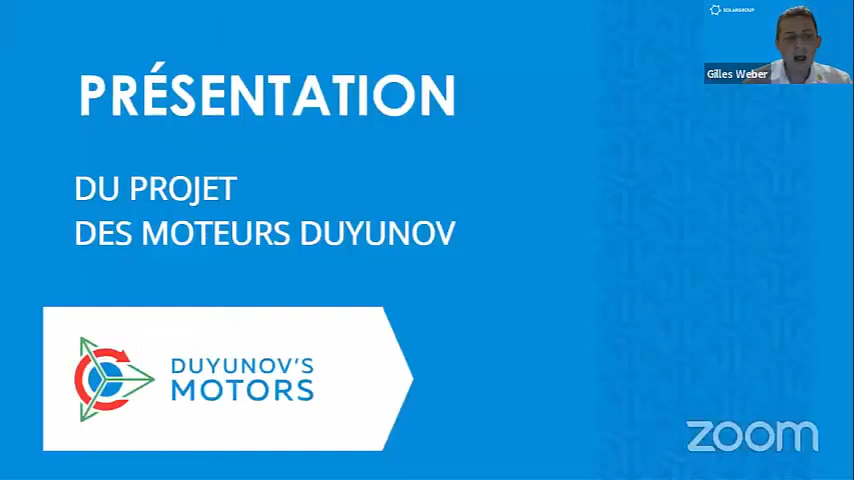 SOLARGROUP
Gilles Weber
PRÉSENTATION
DU PROJET
DES MOTEURS DUYUNOV
DUYUNOV'S
MOTORS
zoom